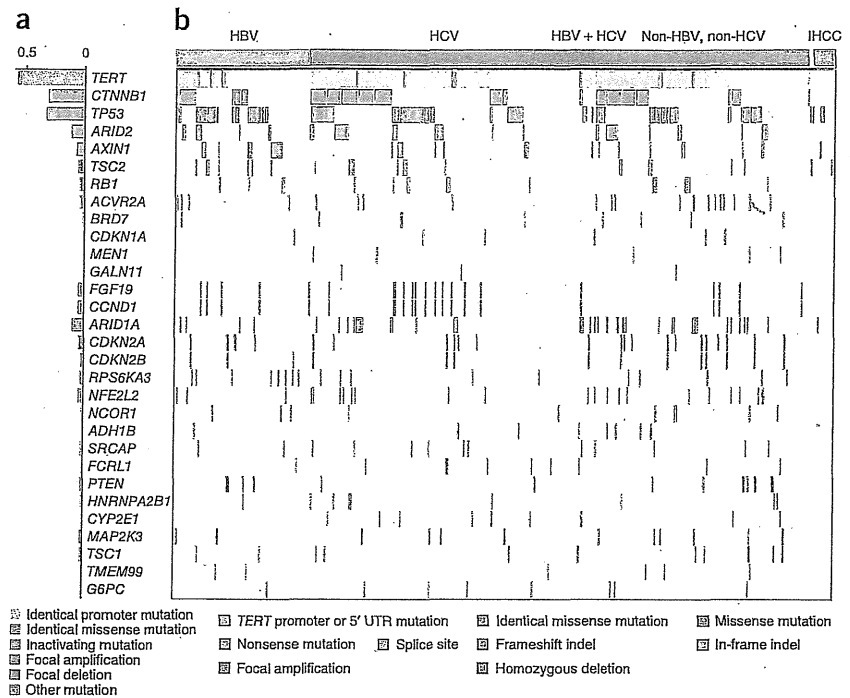 a
b
HBV
HCV
HBV + HCV
Non-HBV, non-HCV
IHCC
0.5 0
TERT
CTNNB1
TP53
ARID2
AXIN1
TSC2
RB1
ACVR2A
BRD7
CDKN1A
MEN1
GALN11
FGF19
CCND1
ARID1A
CDKN2A
CDKN2B
RPS6KA3
NFE2L2
NCOR1
ADH1B
SRCAP
FCRL1
PTEN
HNRNPA2B1
CYP2E1
MAP2K3
TSC1
TMEM99
G6PC
Identical promoter mutation
Identical missense mutation
Inactivating mutation
Focal amplification
Focal deletion
Other mutation
TERT promoter or 5′ UTR mutation
Identical missense mutation
Missense mutation
Nonsense mutation
Splice site
Frameshift indel
In-frame indel
Focal amplification
Homozygous deletion